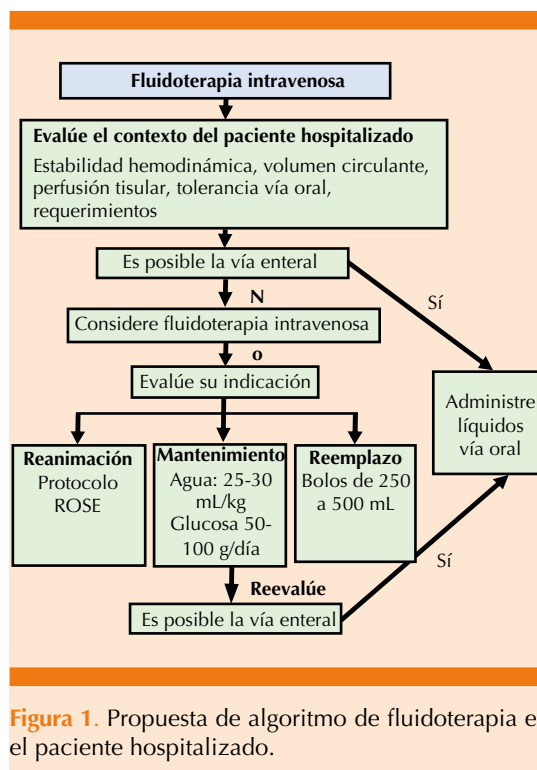 Fluidoterapia intravenosa
Evalúe el contexto del paciente hospitalizado
Estabilidad hemodinámica, volumen circulante,
perfusión tisular, tolerancia vía oral,
requerimientos
Es posible la vía enteral
Sí
N
Considere fluidoterapia intravenosa
o
Evalúe su indicación
Administre
líquidos
vía oral
Reanimación
Protocolo
ROSE
Mantenimiento
Agua: 25-30
mL/kg
Glucosa 50-
100 g/día
Reemplazo
Bolos de 250
a 500 mL
Sí
Reevalúe
Es posible la vía enteral
Figura 1. Propuesta de algoritmo de fluidoterapia e
el paciente hospitalizado.